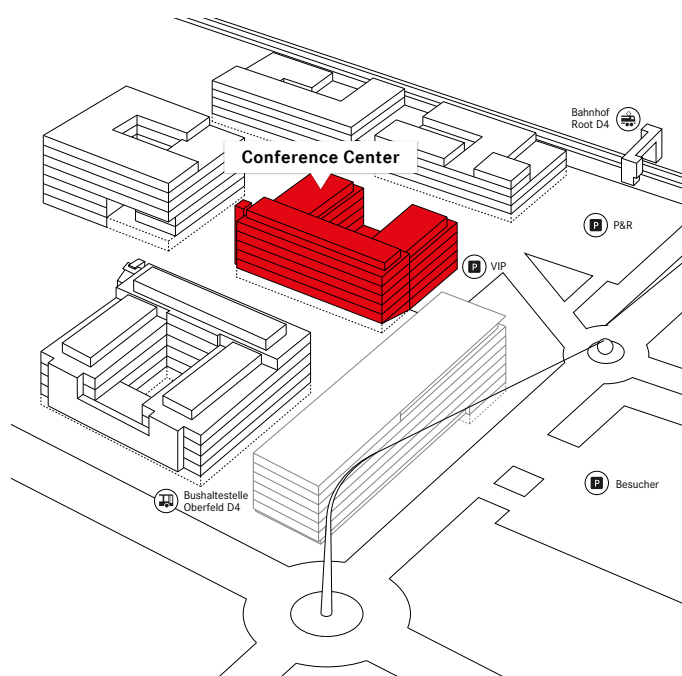 Bahnhof
Root D4
Conference Center
P P&R
P VIP
P Besucher
Bushaltestelle
Oberfeld D4